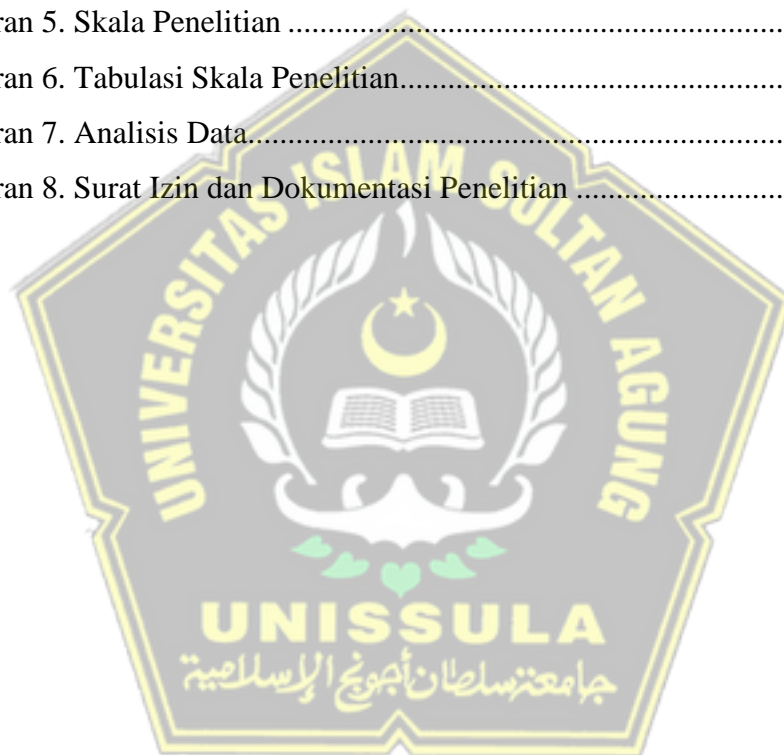 ran 5. Skala Penelitian ................................................................
ran 6. Tabulasi Skala Penelitian................................................
ran 7. Analisis Data...................................................................
ran 8. Surat Izin dan Dokumentasi Penelitian ..........................
UNIVERSITAS ISLAM SULTAN AGUNG
UNISSULA
جامعة سلطان أجونج الإسلامية